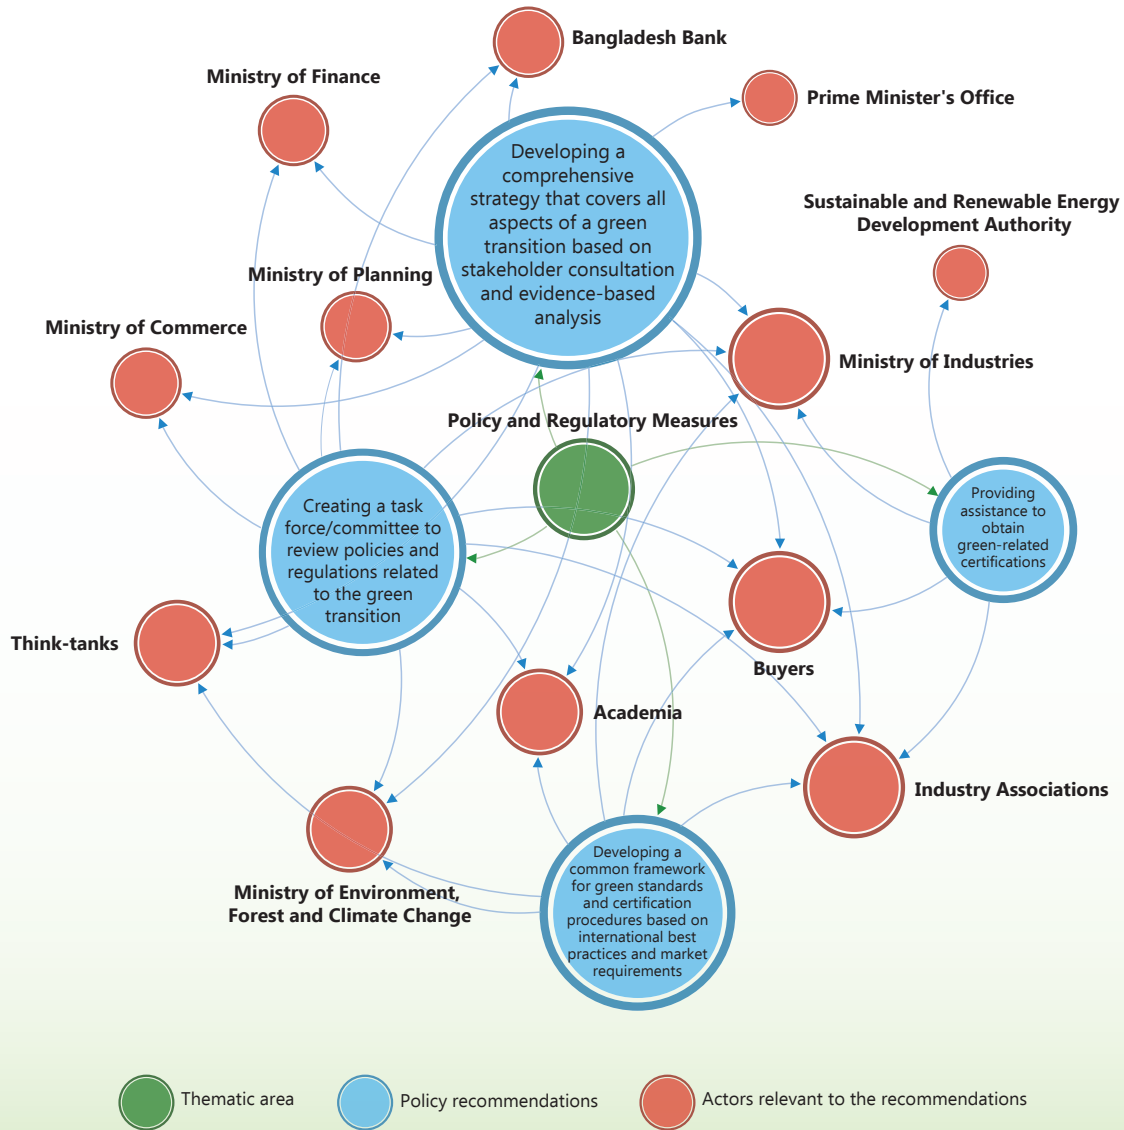 Bangladesh Bank
Ministry of Finance
Prime Minister's Office
Developing a
comprehensive
strategy that covers all
aspects of a green
transition based on
stakeholder consultation
and evidence-based
analysis
Sustainable and Renewable Energy
Development Authority
Ministry of Planning
Ministry of Commerce
Ministry of Industries
Policy and Regulatory Measures
Creating a task
force/committee to
review policies and
regulations related
to the green
transition
Providing
assistance to
obtain
green-related
certifications
Think-tanks
Buyers
Academia
Industry Associations
Ministry of Environment,
Forest and Climate Change
Developing a
common framework
for green standards
and certification
procedures based on
international best
practices and market
requirements
Thematic area
Policy recommendations
Actors relevant to the recommendations